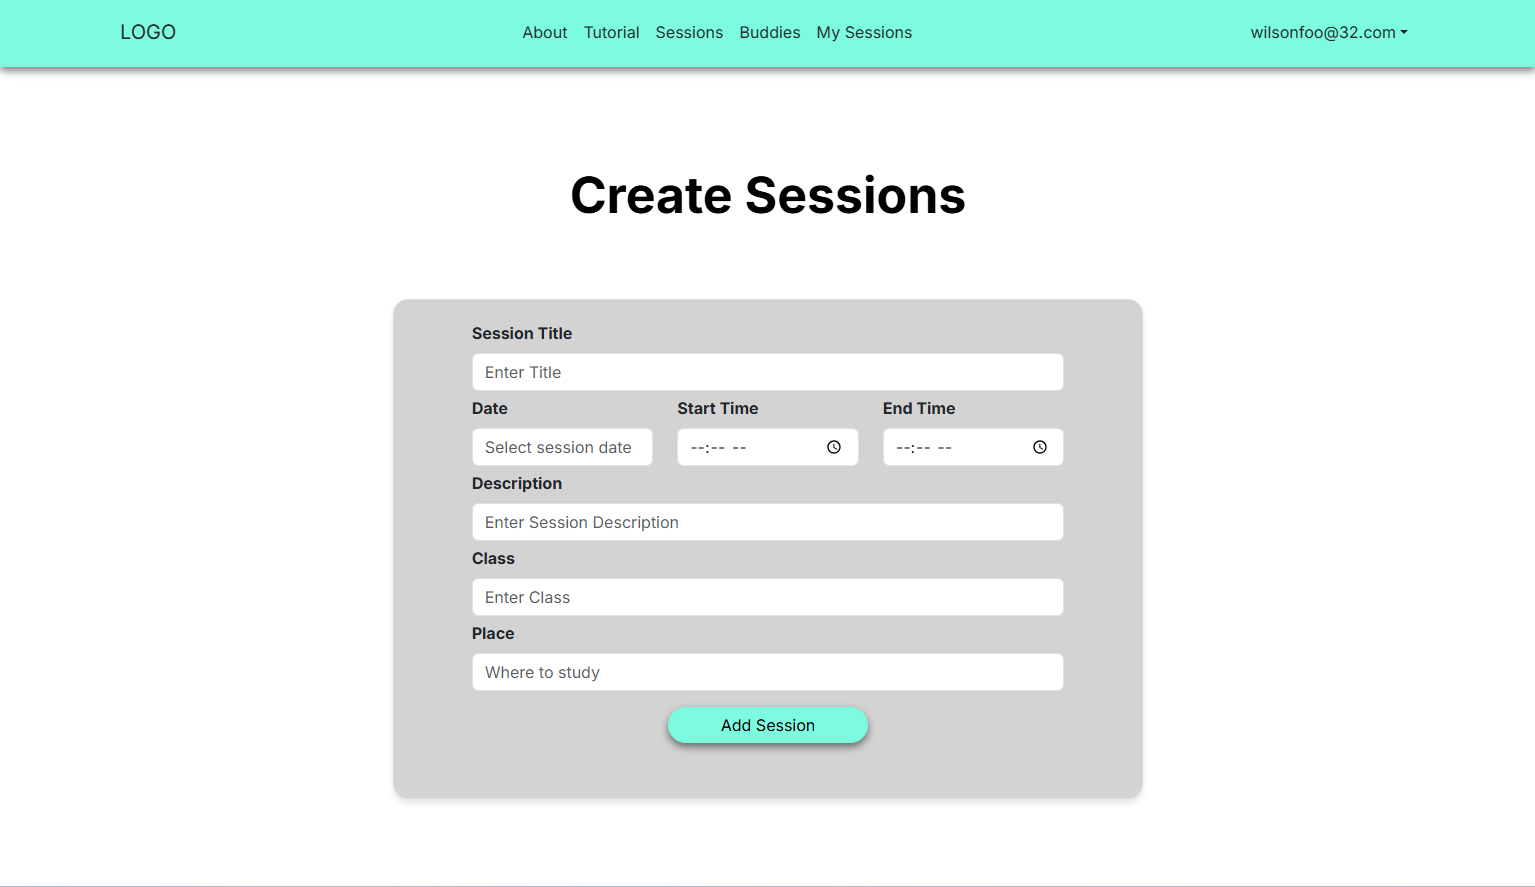 LOGO About Tutorial Sessions Buddies My Sessions wilsonfoo@32.com
Create Sessions
Session Title
Enter Title
Date Start Time End Time
Select session date --:-- -- --:-- --
Description
Enter Session Description
Class
Enter Class
Place
Where to study
Add Session